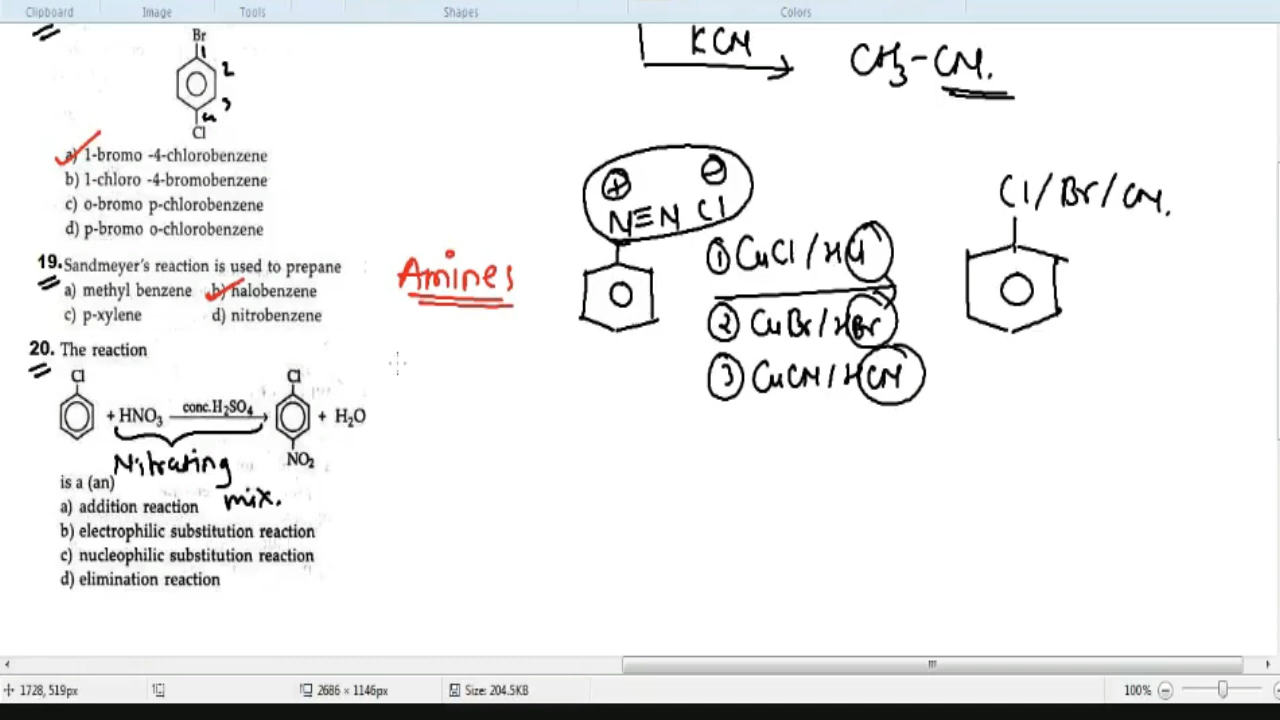 Clipboard
Image
Tools
Shapes
Colors
Br
1
2
3
4
Cl
a) 1-bromo -4-chlorobenzene
b) 1-chloro -4-bromobenzene
c) o-bromo p-chlorobenzene
d) p-bromo o-chlorobenzene
19. Sandmeyer's reaction is used to prepane
a) methyl benzene b) halobenzene
c) p-xylene d) nitrobenzene
20. The reaction
Cl Cl
+ HNO3 conc.H2SO4 + H2O
NO2
Nitrating
mix.
is a (an)
a) addition reaction
b) electrophilic substitution reaction
c) nucleophilic substitution reaction
d) elimination reaction
Amines
KCN
CH3-CN.
+ −
N≡N Cl
① CuCl / HCl
② CuBr / HBr
③ CuCN / HCN
Cl / Br / CN.
1728, 519px
2686 × 1146px
Size: 204.5KB
100%